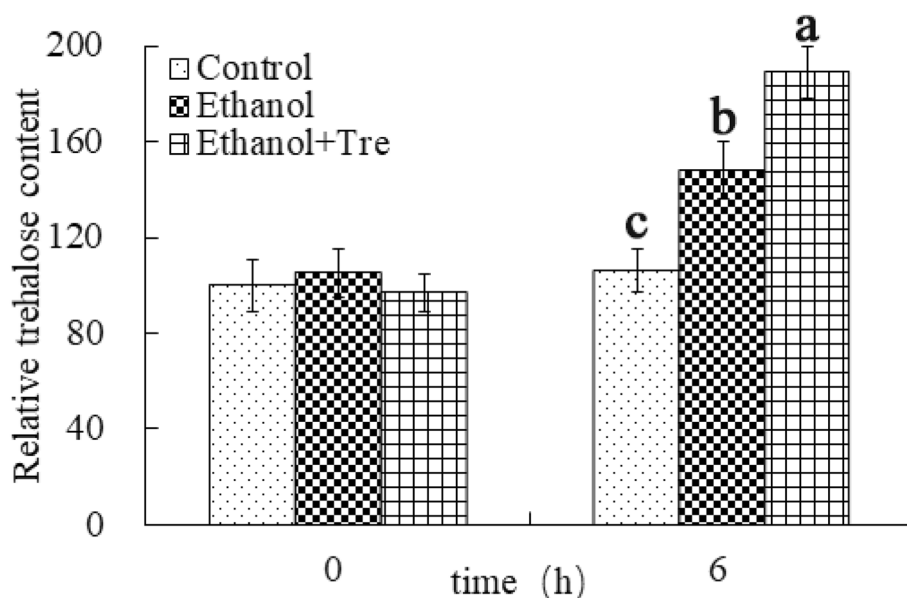 Relative trehalose content
200
160
120
80
40
0
Control
Ethanol
Ethanol+Tre
c
b
a
0
6
time (h)